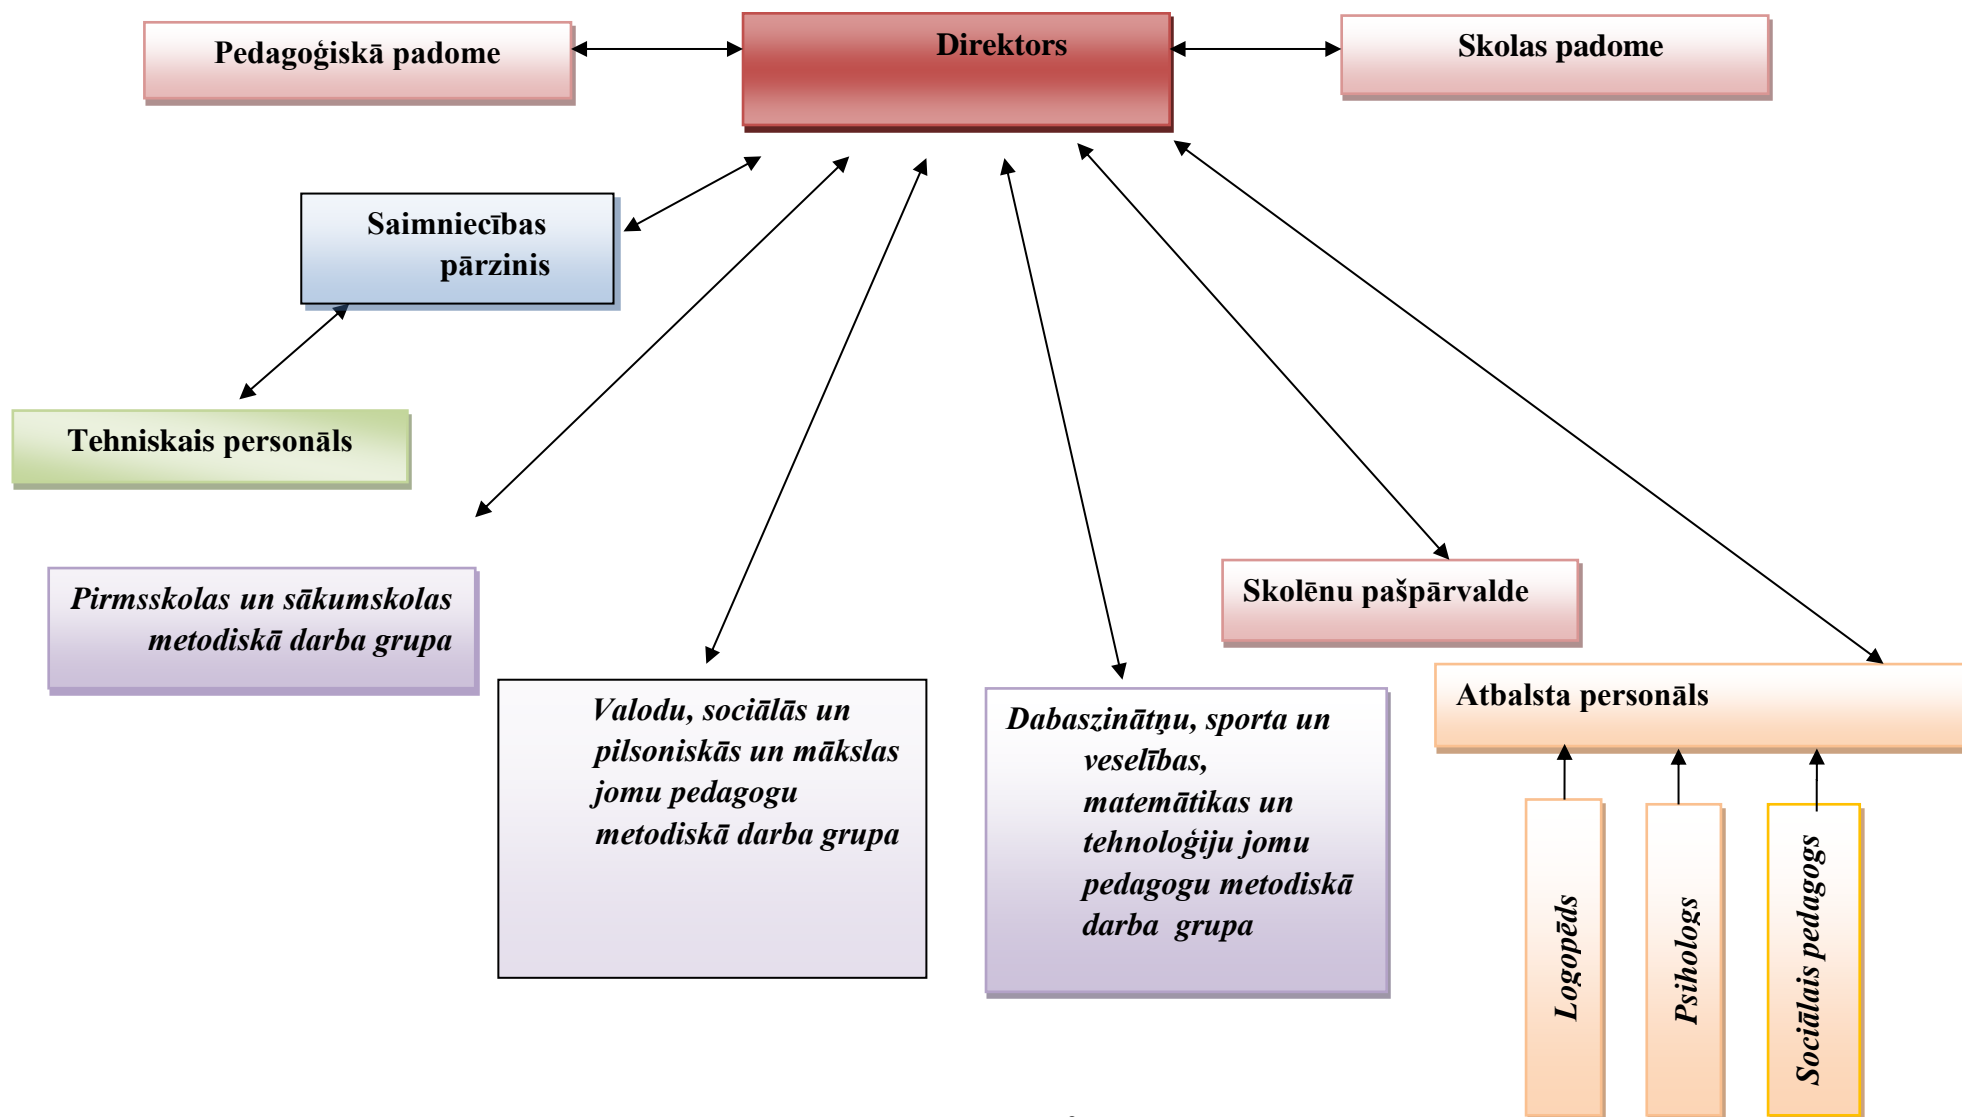 Pedagoģiskā padome
Direktors
Skolas padome
Saimniecības
pārzinis
Tehniskais personāls
Pirmsskolas un sākumskolas
metodiskā darba grupa
Valodu, sociālās un
pilsoniskās un mākslas
jomu pedagogu
metodiskā darba grupa
Dabaszinātņu, sporta un
veselības,
matemātikas un
tehnoloģiju jomu
pedagogu metodiskā
darba grupa
Skolēnu pašpārvalde
Atbalsta personāls
Logopēds
Psihologs
Sociālais pedagogs